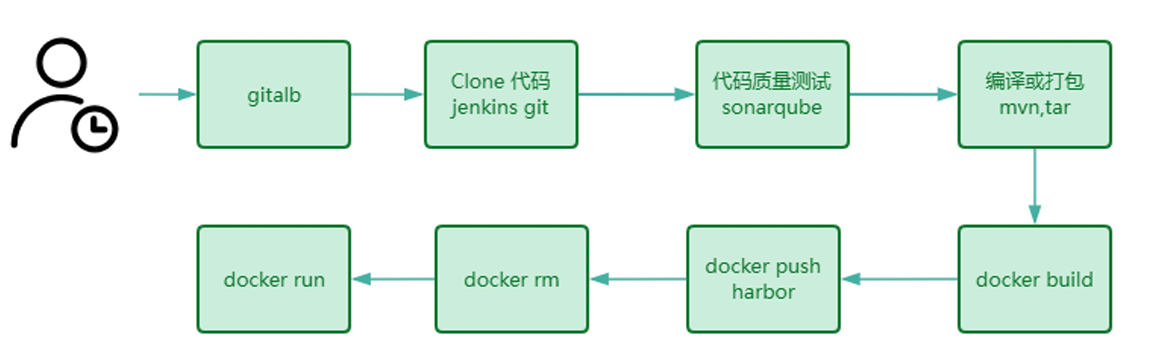 gitalb
Clone 代码
jenkins git
代码质量测试
sonarqube
编译或打包
mvn,tar
docker build
docker push
harbor
docker rm
docker run